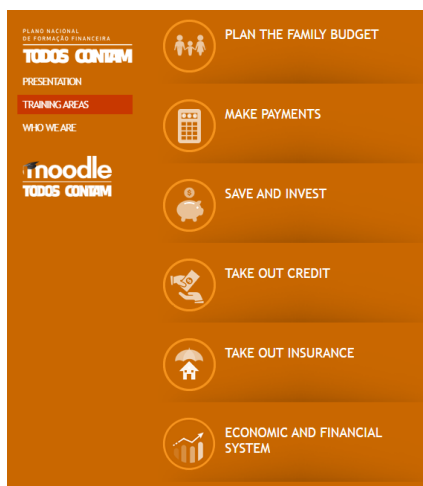 PLANO NACIONAL
DE FORMAÇÃO FINANCEIRA
TODOS CONTAM
PRESENTATION
TRAINING AREAS
WHO WE ARE
moodle
TODOS CONTAM
PLAN THE FAMILY BUDGET
MAKE PAYMENTS
SAVE AND INVEST
$
TAKE OUT CREDIT
50
TAKE OUT INSURANCE
ECONOMIC AND FINANCIAL
SYSTEM